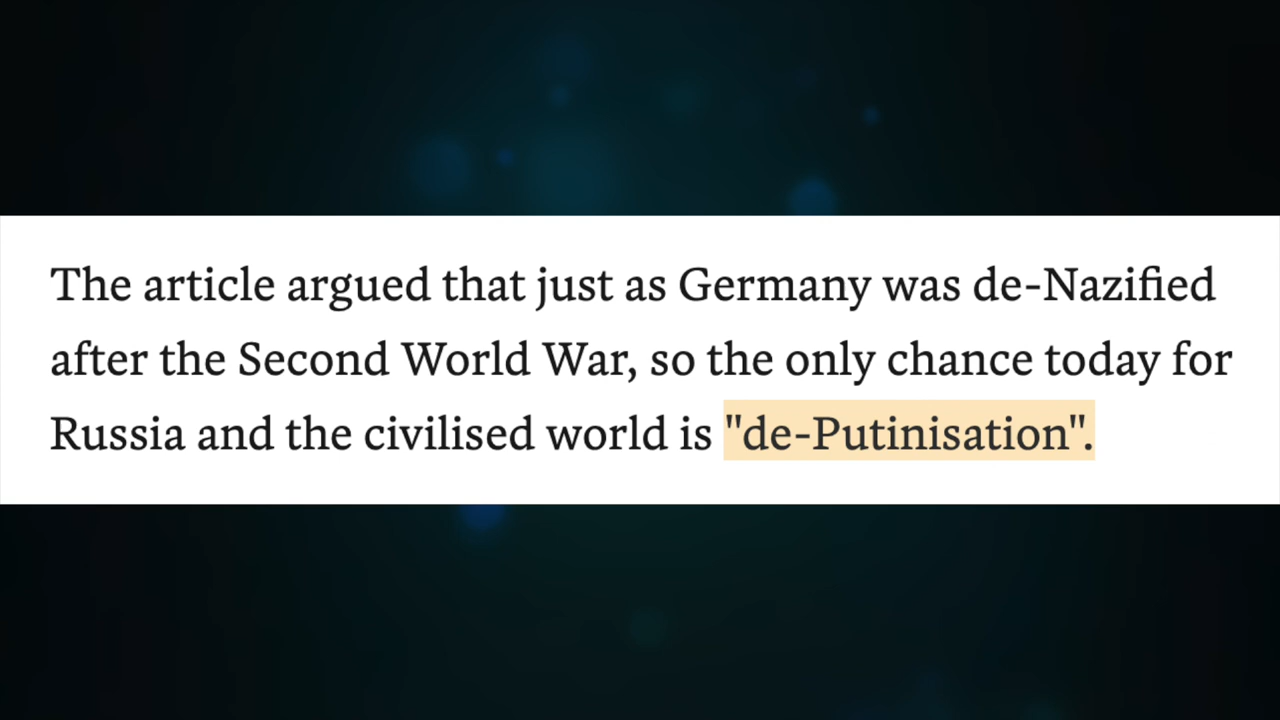 The article argued that just as Germany was de-Nazified
after the Second World War, so the only chance today for
Russia and the civilised world is "de-Putinisation".